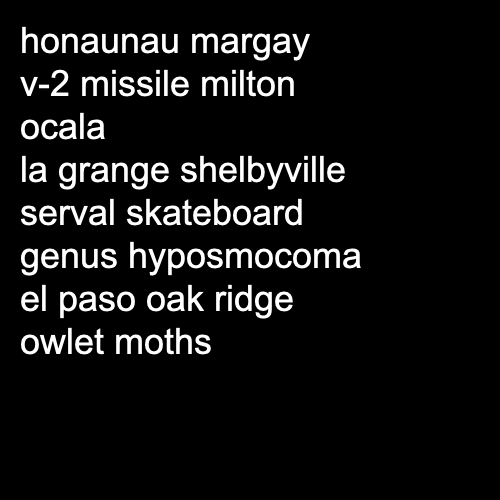 honaunau margay
v-2 missile milton
ocala
la grange shelbyville
serval skateboard
genus hyposmocoma
el paso oak ridge
owlet moths